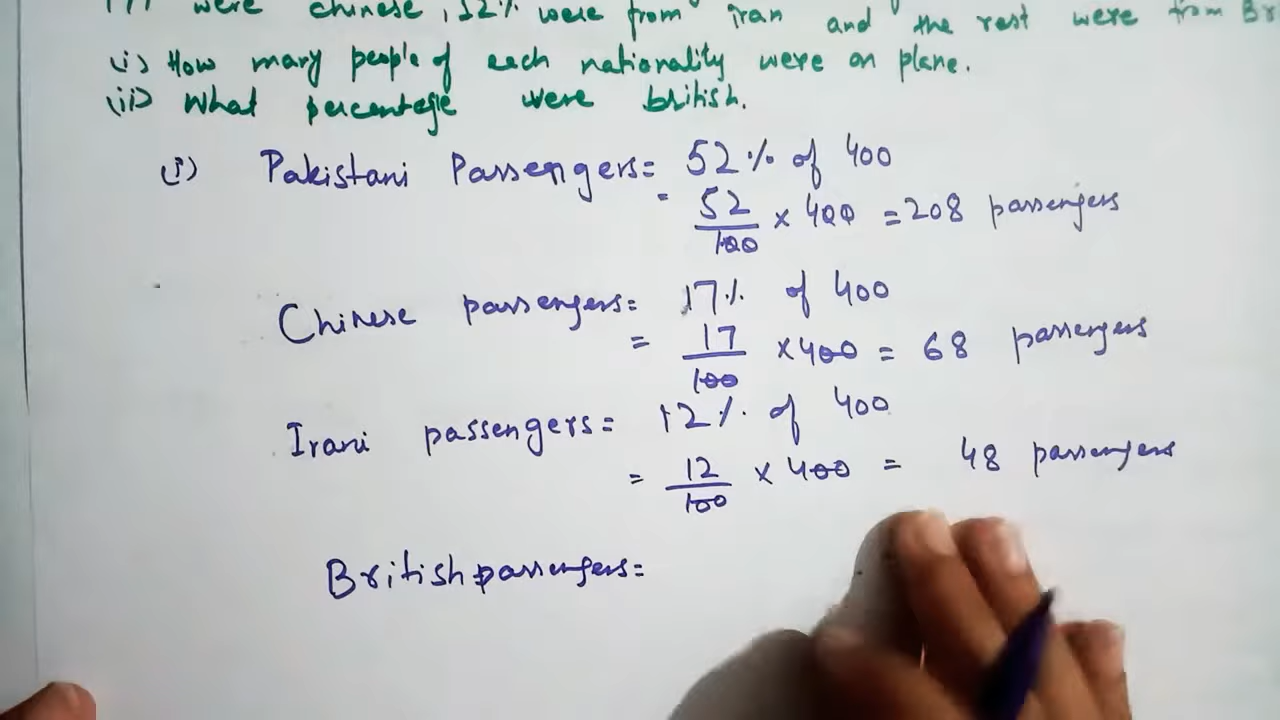 were chinese, 12% were from iran and the rest were from Br
(i) How many people of each nationality were on plane.
(ii) What percentage were british.
(i) Pakistani Passengers = 52% of 400
= 52/100 x 400 = 208 passengers
Chinese passengers = 17% of 400
= 17/100 x 400 = 68 passengers
Irani passengers = 12% of 400
= 12/100 x 400 = 48 passengers
British passengers =